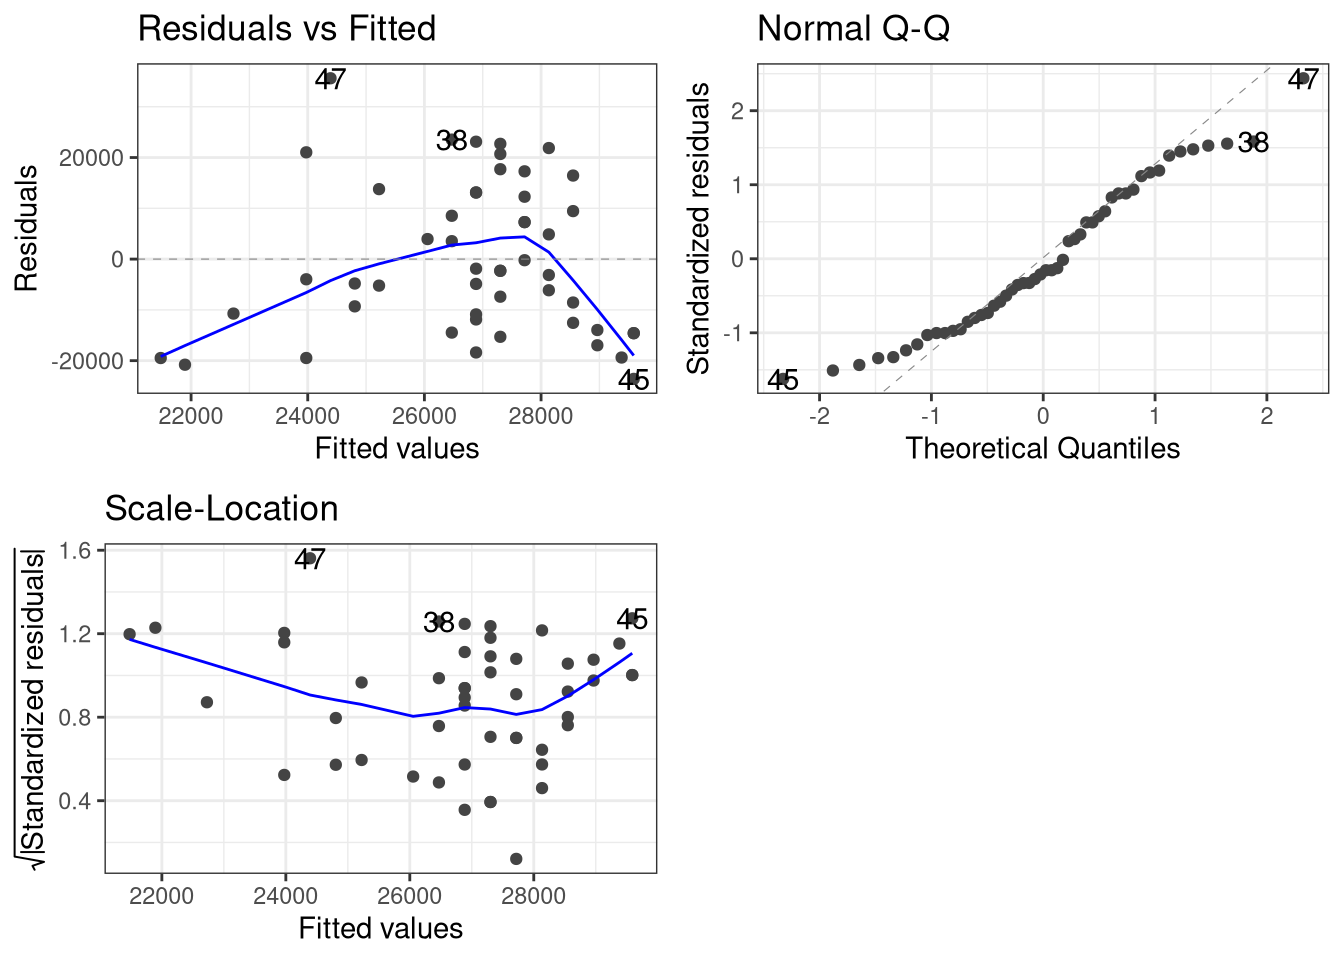 Residuals vs Fitted
47
38
45
20000
0
-20000
Residuals
22000 24000 26000 28000
Fitted values
Normal Q-Q
47
38
45
2
1
0
-1
Standardized residuals
-2 -1 0 1 2
Theoretical Quantiles
Scale-Location
47
38
45
1.6
1.2
0.8
0.4
√|Standardized residuals|
22000 24000 26000 28000
Fitted values